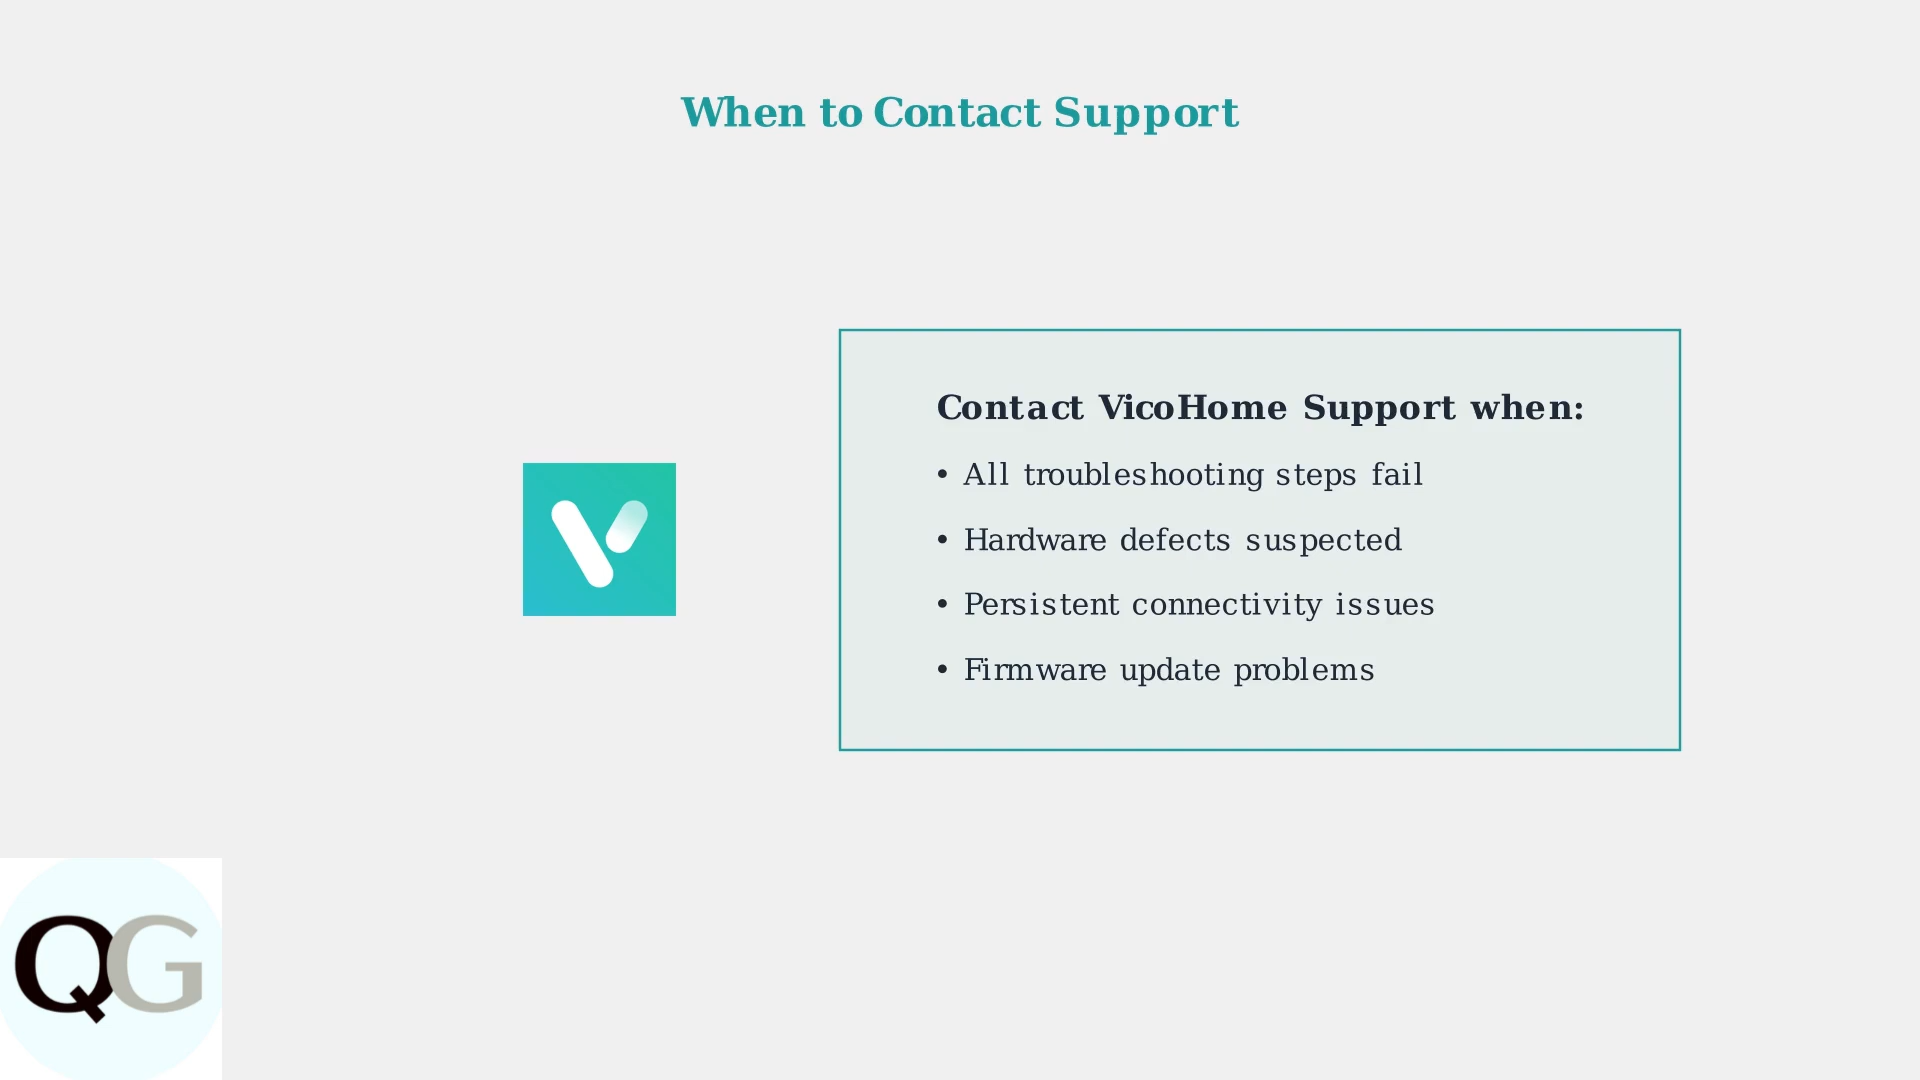 When to Contact Support
Contact VicoHome Support when:
• All troubleshooting steps fail
• Hardware defects suspected
• Persistent connectivity issues
• Firmware update problems
QG